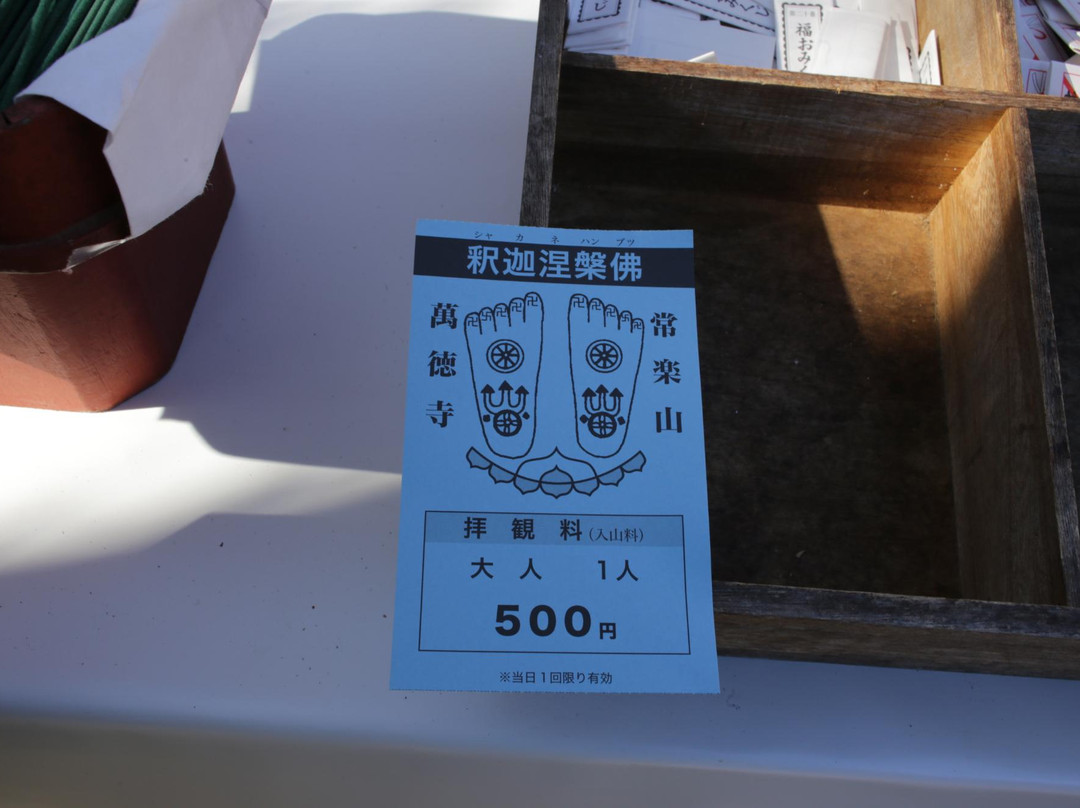 福おみく
シャ カ ネ ハン ブツ
釈迦涅槃佛
常楽山
萬徳寺
拝観料(入山料)
大人 1人
500円
※当日1回限り有効